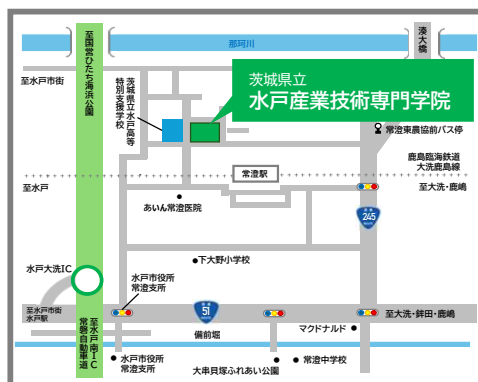 那珂川
至国営ひたち海浜公園
湊大橋
至水戸市街
茨城県立水戸高等
特別支援学校
茨城県立
水戸産業技術専門学院
常澄東農協前バス停
鹿島臨海鉄道
大洗鹿島線
常澄駅
至水戸
至大洗・鹿嶋
あいん常澄医院
国道
245
下大野小学校
水戸大洗IC
水戸市役所
常澄支所
至水戸市街
水戸駅
国道
51
至大洗・鉾田・鹿嶋
備前堀
マクドナルド
至水戸南IC
常磐自動車道
水戸市役所
常澄支所
常澄中学校
大串貝塚ふれあい公園